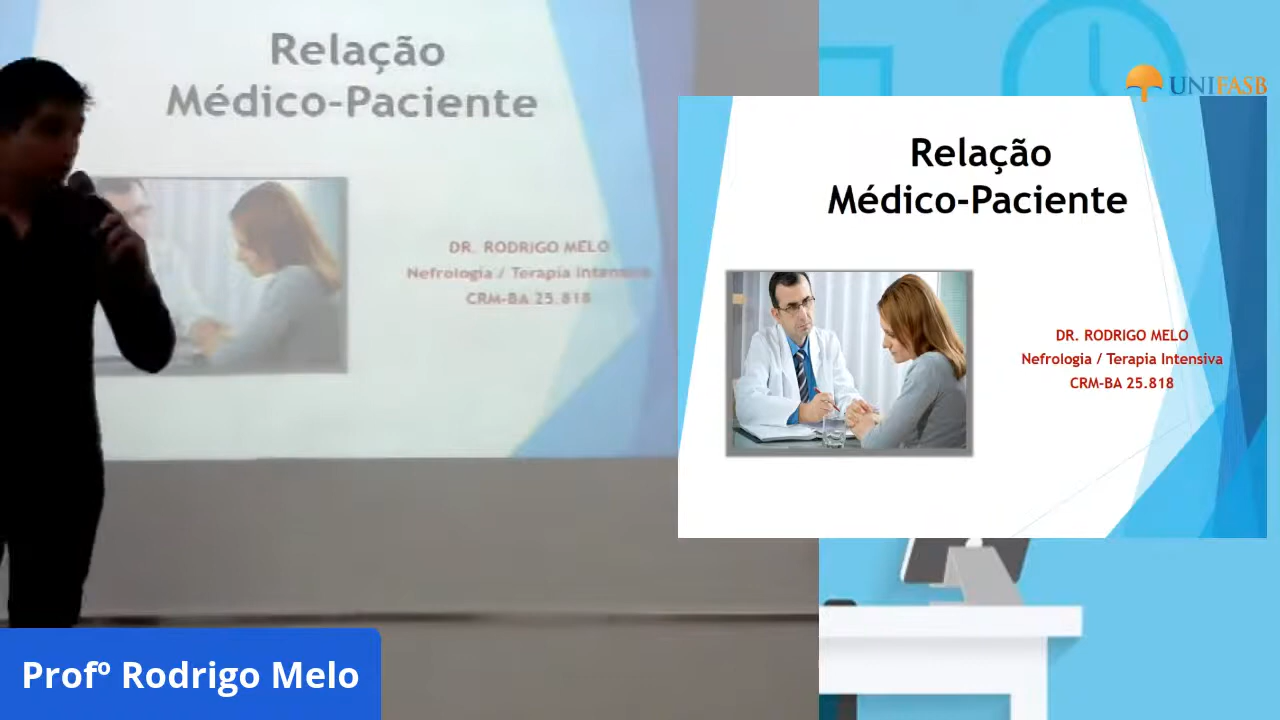 Relação
Médico-Paciente
DR. RODRIGO MELO
Nefrologia / Terapia Intensiva
CRM-BA 25.818
UNIFASB
Relação
Médico-Paciente
DR. RODRIGO MELO
Nefrologia / Terapia Intensiva
CRM-BA 25.818
Profº Rodrigo Melo